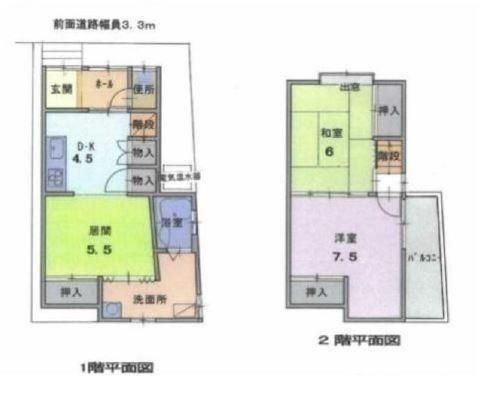 前面道路幅員3.3m
玄関
ホール
便所
D・K
4.5
階段
物入
物入
電気温水器
居間
5.5
浴室
押入
洗面所
1階平面図
出窓
和室
6
押入
階段
洋室
7.5
バルコニー
押入
2階平面図